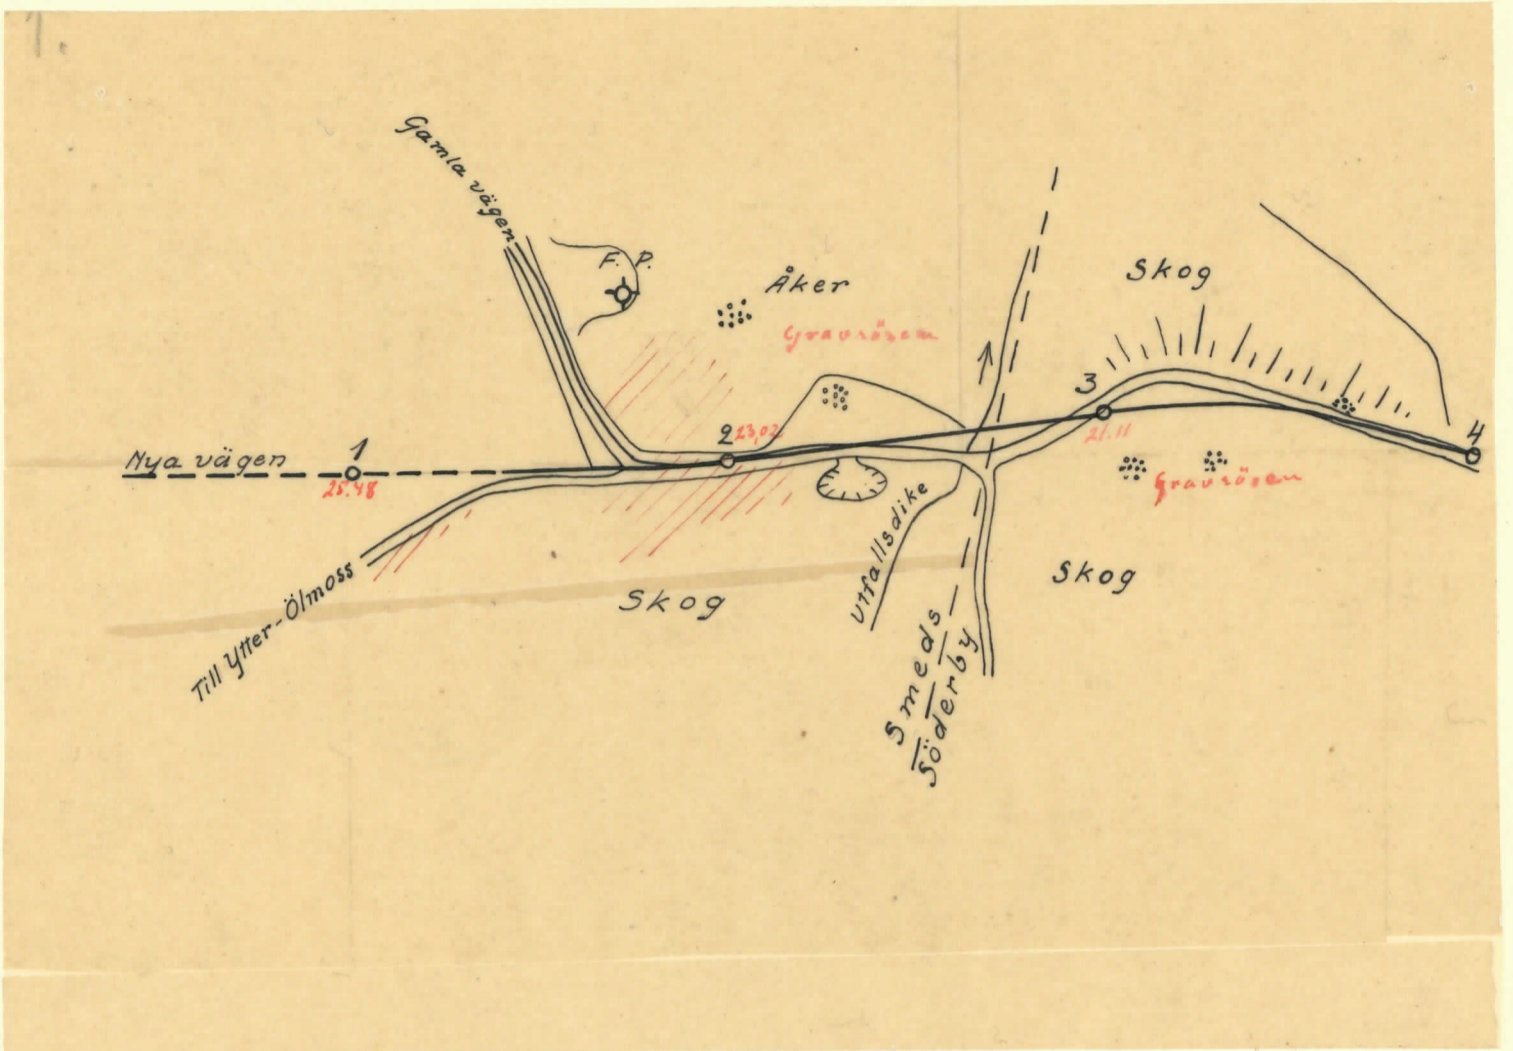 1.
Gamla vägen
F. P.
Åker
Gravrösen
Skog
3
21.11
2
23,02
4
Nya vägen
1
25.48
Gravrösen
Utfallsdike
Skog
Skog
Till Ytter-Ölmoss
Smeds
Söderby